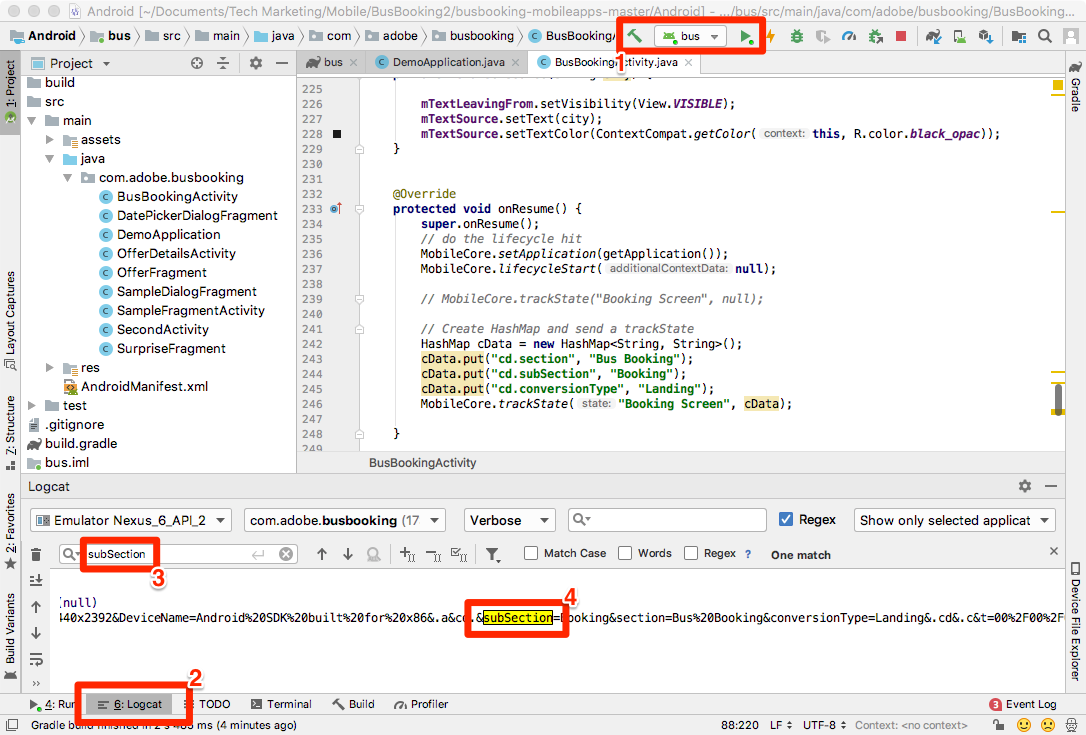 Android [~/Documents/Tech Marketing/Mobile/BusBooking2/busbooking-mobileapps-master/Android] - .../bus/src/main/java/com/adobe/busbooking/BusBooking...
Android bus src main java com adobe busbooking BusBooking bus
1
1: Project
Project
bus DemoApplication.java BusBookingActivity.java
Gradle
build
src
main
assets
java
com.adobe.busbooking
BusBookingActivity
DatePickerDialogFragment
DemoApplication
OfferDetailsActivity
OfferFragment
SampleDialogFragment
SampleFragmentActivity
SecondActivity
SurpriseFragment
res
AndroidManifest.xml
test
.gitignore
build.gradle
bus.iml
Layout Captures
Z: Structure
2: Favorites
Build Variants
225
226 mTextLeavingFrom.setVisibility(View.VISIBLE);
227 mTextSource.setText(city);
228 mTextSource.setTextColor(ContextCompat.getColor( context: this, R.color.black_opac));
229 }
230
231
232 @Override
233 protected void onResume() {
234 super.onResume();
235 // do the lifecycle hit
236 MobileCore.setApplication(getApplication());
237 MobileCore.lifecycleStart( additionalContextData: null);
238
239 // MobileCore.trackState("Booking Screen", null);
240
241 // Create HashMap and send a trackState
242 HashMap cData = new HashMap<String, String>();
243 cData.put("cd.section", "Bus Booking");
244 cData.put("cd.subSection", "Booking");
245 cData.put("cd.conversionType", "Landing");
246 MobileCore.trackState( state: "Booking Screen", cData);
247
248 }
249
BusBookingActivity
Logcat
Emulator Nexus_6_API_2 com.adobe.busbooking (17 Verbose Regex Show only selected applicat
subSection Match Case Words Regex ? One match
3
4
(null)
440x2392&DeviceName=Android%20SDK%20built%20for%20x86&.a&cd.&subSection=Booking&section=Bus%20Booking&conversionType=Landing&.cd&.c&t=00%2F00%2F
Device File Explorer
2
4: Run 6: Logcat TODO Terminal Build Profiler 3 Event Log
Gradle build finished in 2 s 463 ms (4 minutes ago) 88:220 LF UTF-8 Context: <no context>